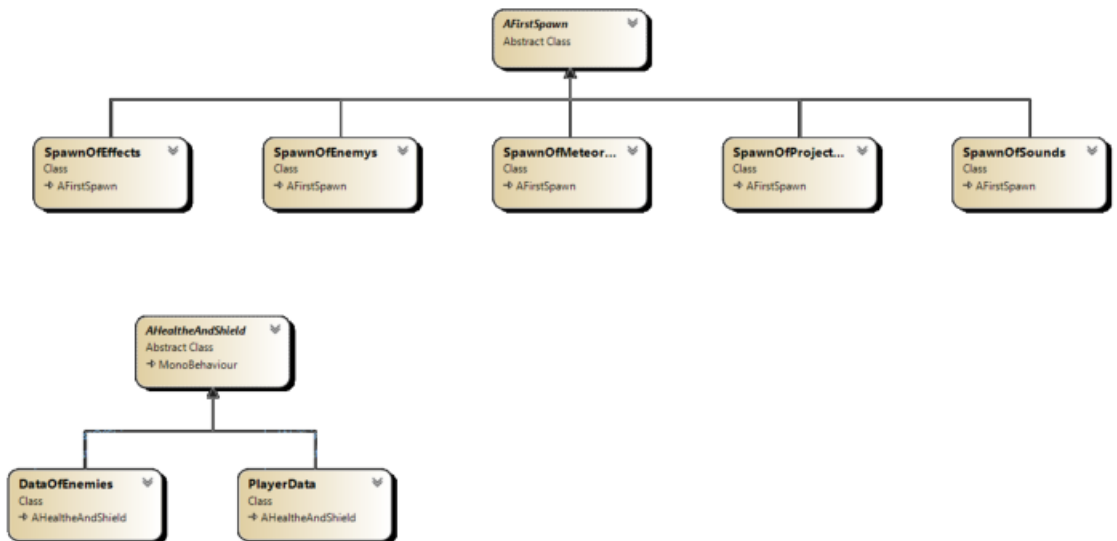 AFirstSpawn
Abstract Class
SpawnOfEffects
Class
AFirstSpawn
SpawnOfEnemys
Class
AFirstSpawn
SpawnOfMeteor...
Class
AFirstSpawn
SpawnOfProject...
Class
AFirstSpawn
SpawnOfSounds
Class
AFirstSpawn
AHealtheAndShield
Abstract Class
MonoBehaviour
DataOfEnemies
Class
AHealtheAndShield
PlayerData
Class
AHealtheAndShield